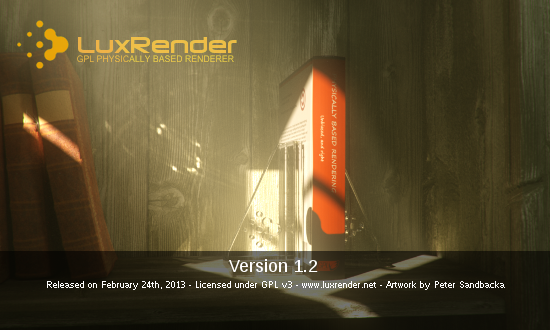 LuxRender
GPL PHYSICALLY BASED RENDERER
YSICALLY BASED RENDERING
Version 1.2
Released on February 24th, 2013 - Licensed under GPL v3 - www.luxrender.net - Artwork by Peter Sandbacka